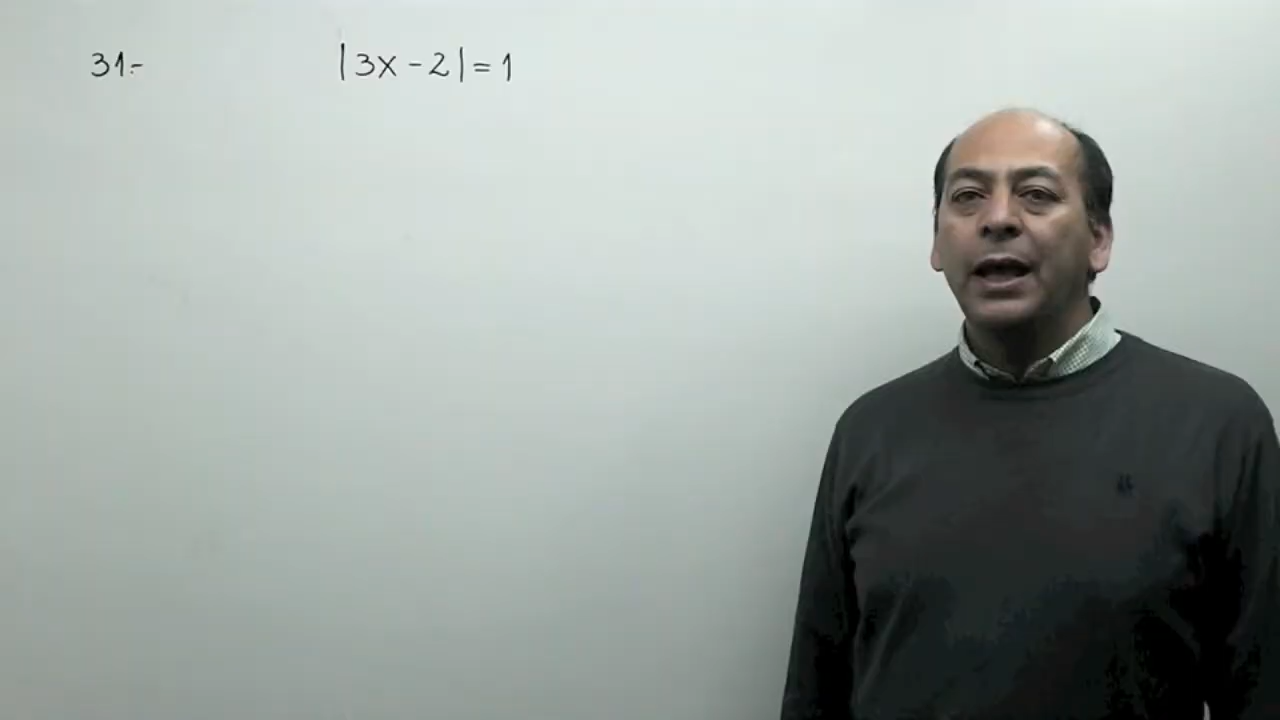 31.- |3x - 2| = 1